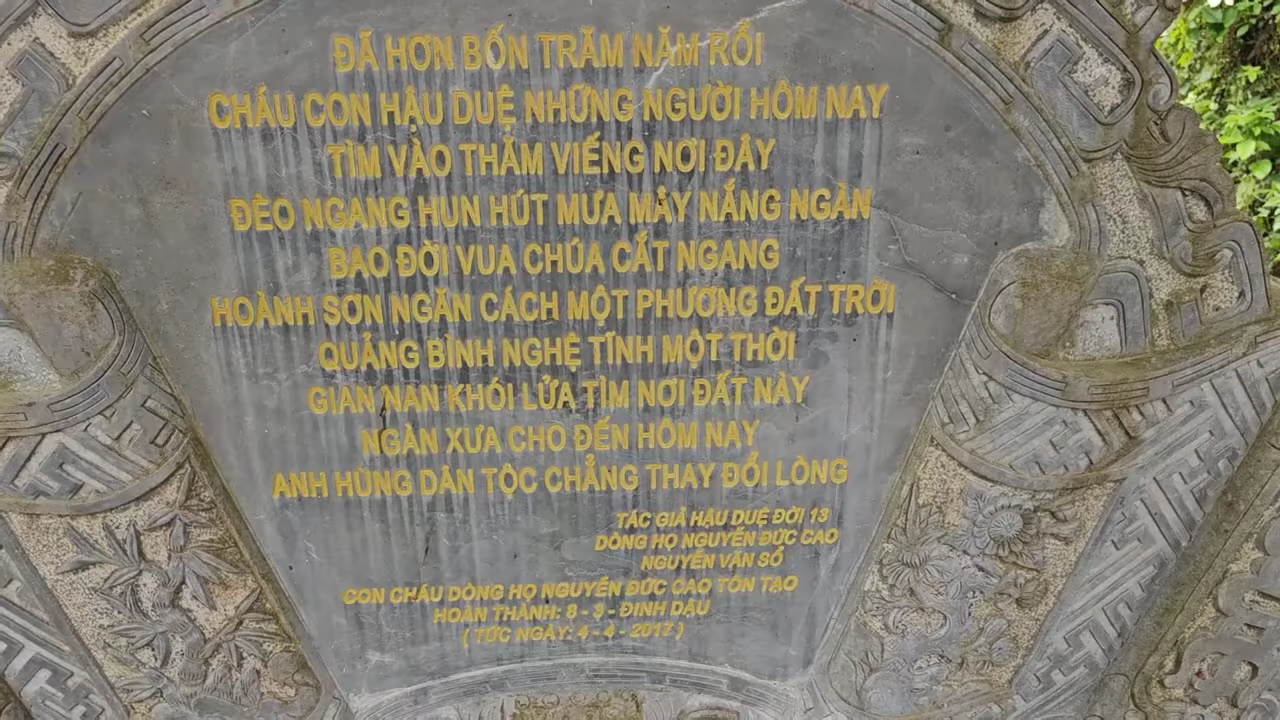 ĐÃ HƠN BỐN TRĂM NĂM RỒI
CHÁU CON HẬU DUỆ NHỮNG NGƯỜI HÔM NAY
TÌM VÀO THĂM VIẾNG NƠI ĐÂY
ĐÈO NGANG HUN HÚT MƯA MÂY NẮNG NGÀN
BAO ĐỜI VUA CHÚA CẮT NGANG
HOÀNH SƠN NGĂN CÁCH MỘT PHƯƠNG ĐẤT TRỜI
QUẢNG BÌNH NGHỆ TĨNH MỘT THỜI
GIAN NAN KHÓI LỬA TÌM NƠI ĐẤT NÀY
NGÀN XƯA CHO ĐẾN HÔM NAY
ANH HÙNG DÂN TỘC CHẲNG THAY ĐỔI LÒNG
TÁC GIẢ HẬU DUỆ ĐỜI 13
DÒNG HỌ NGUYỄN ĐỨC CAO
NGUYỄN VĂN SỔ
CON CHÁU DÒNG HỌ NGUYỄN ĐỨC CAO TÔN TẠO
HOÀN THÀNH: 8 - 3 - ĐINH DẬU
( TỨC NGÀY: 4 - 4 - 2017 )